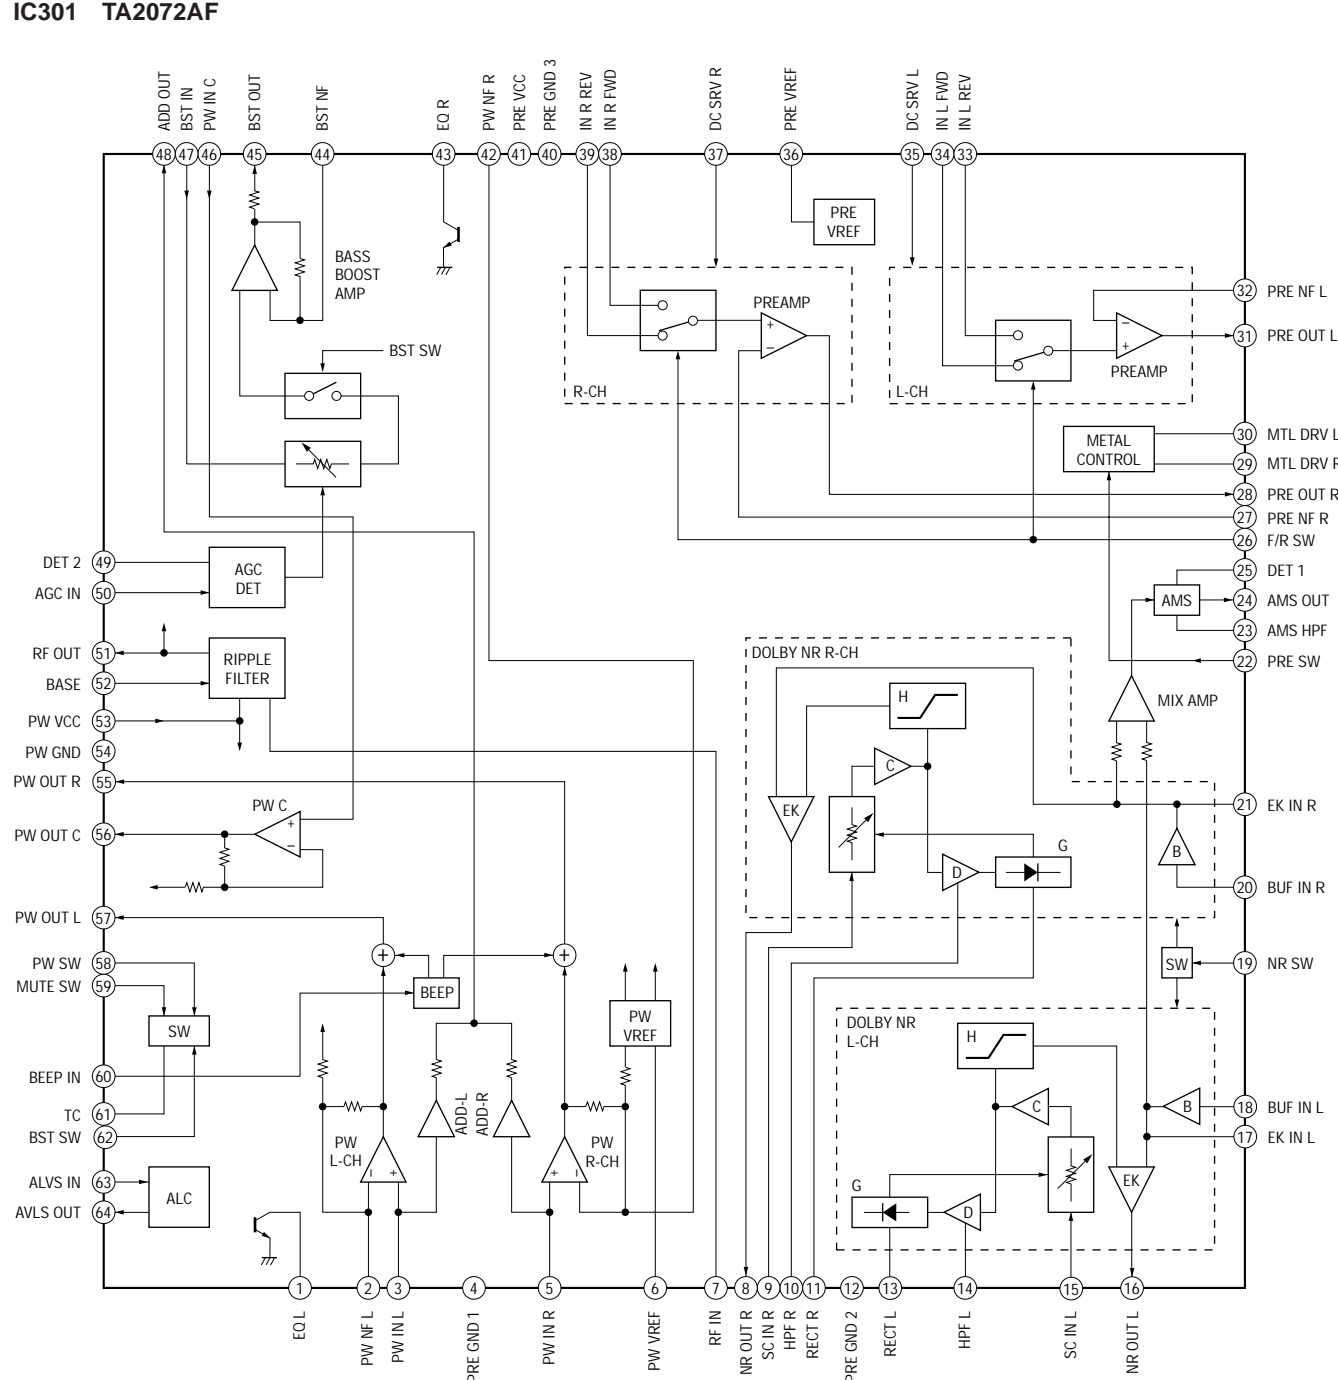 IC301 TA2072AF
ADD OUT
BST IN
PW IN C
BST OUT
BST NF
EQ R
PW NF R
PRE VCC
PRE GND 3
IN R REV
IN R FWD
DC SRV R
PRE VREF
DC SRV L
IN L FWD
IN L REV
48 47 46 45 44 43 42 41 40 39 38 37 36 35 34 33
PRE
VREF
BASS
BOOST
AMP
BST SW
PREAMP
+
−
R-CH
−
+
PREAMP
L-CH
32 PRE NF L
31 PRE OUT L
METAL
CONTROL
30 MTL DRV L
29 MTL DRV R
28 PRE OUT R
27 PRE NF R
26 F/R SW
25 DET 1
AMS
24 AMS OUT
23 AMS HPF
22 PRE SW
MIX AMP
DET 2 49
AGC IN 50
AGC
DET
RF OUT 51
BASE 52
RIPPLE
FILTER
PW VCC 53
PW GND 54
PW OUT R 55
PW C
+
−
PW OUT C 56
DOLBY NR R-CH
H
C
EK
G
D
B
21 EK IN R
20 BUF IN R
PW OUT L 57
PW SW 58
MUTE SW 59
SW
+
+
BEEP
PW
VREF
SW
19 NR SW
BEEP IN 60
TC 61
BST SW 62
PW
L-CH
− +
ADD-L
ADD-R
PW
R-CH
+ −
DOLBY NR
L-CH
H
C
B
18 BUF IN L
17 EK IN L
G
D
EK
ALVS IN 63
AVLS OUT 64
ALC
1 2 3 4 5 6 7 8 9 10 11 12 13 14 15 16
EQ L
PW NF L
PW IN L
PRE GND 1
PW IN R
PW VREF
RF IN
NR OUT R
SC IN R
HPF R
RECT R
PRE GND 2
RECT L
HPF L
SC IN L
NR OUT L